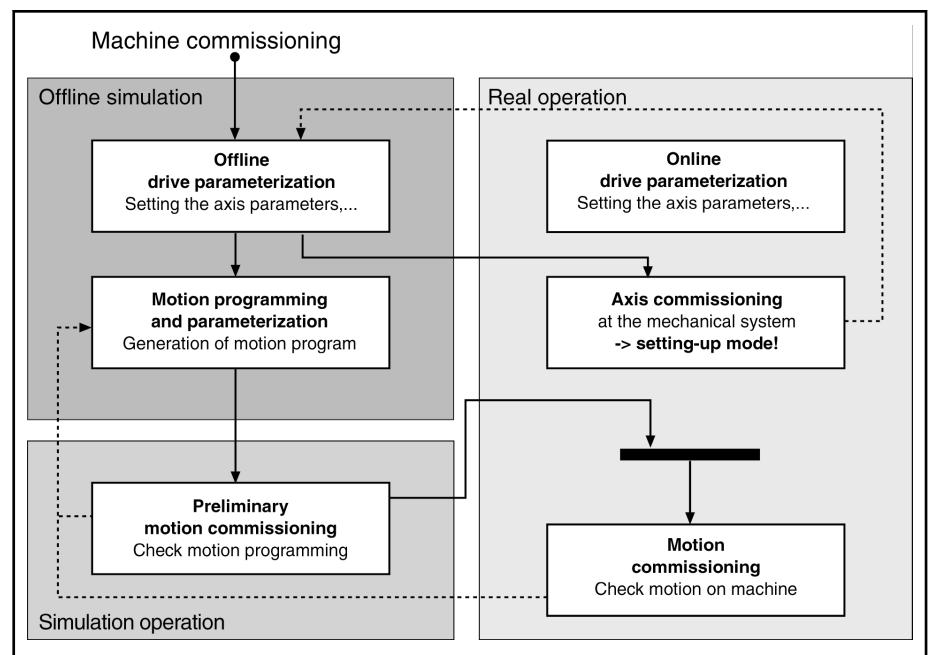 Machine commissioning
Offline simulation
Offline
drive parameterization
Setting the axis parameters,...
Motion programming
and parameterization
Generation of motion program
Preliminary
motion commissioning
Check motion programming
Simulation operation
Real operation
Online
drive parameterization
Setting the axis parameters,...
Axis commissioning
at the mechanical system
-> setting-up mode!
Motion
commissioning
Check motion on machine